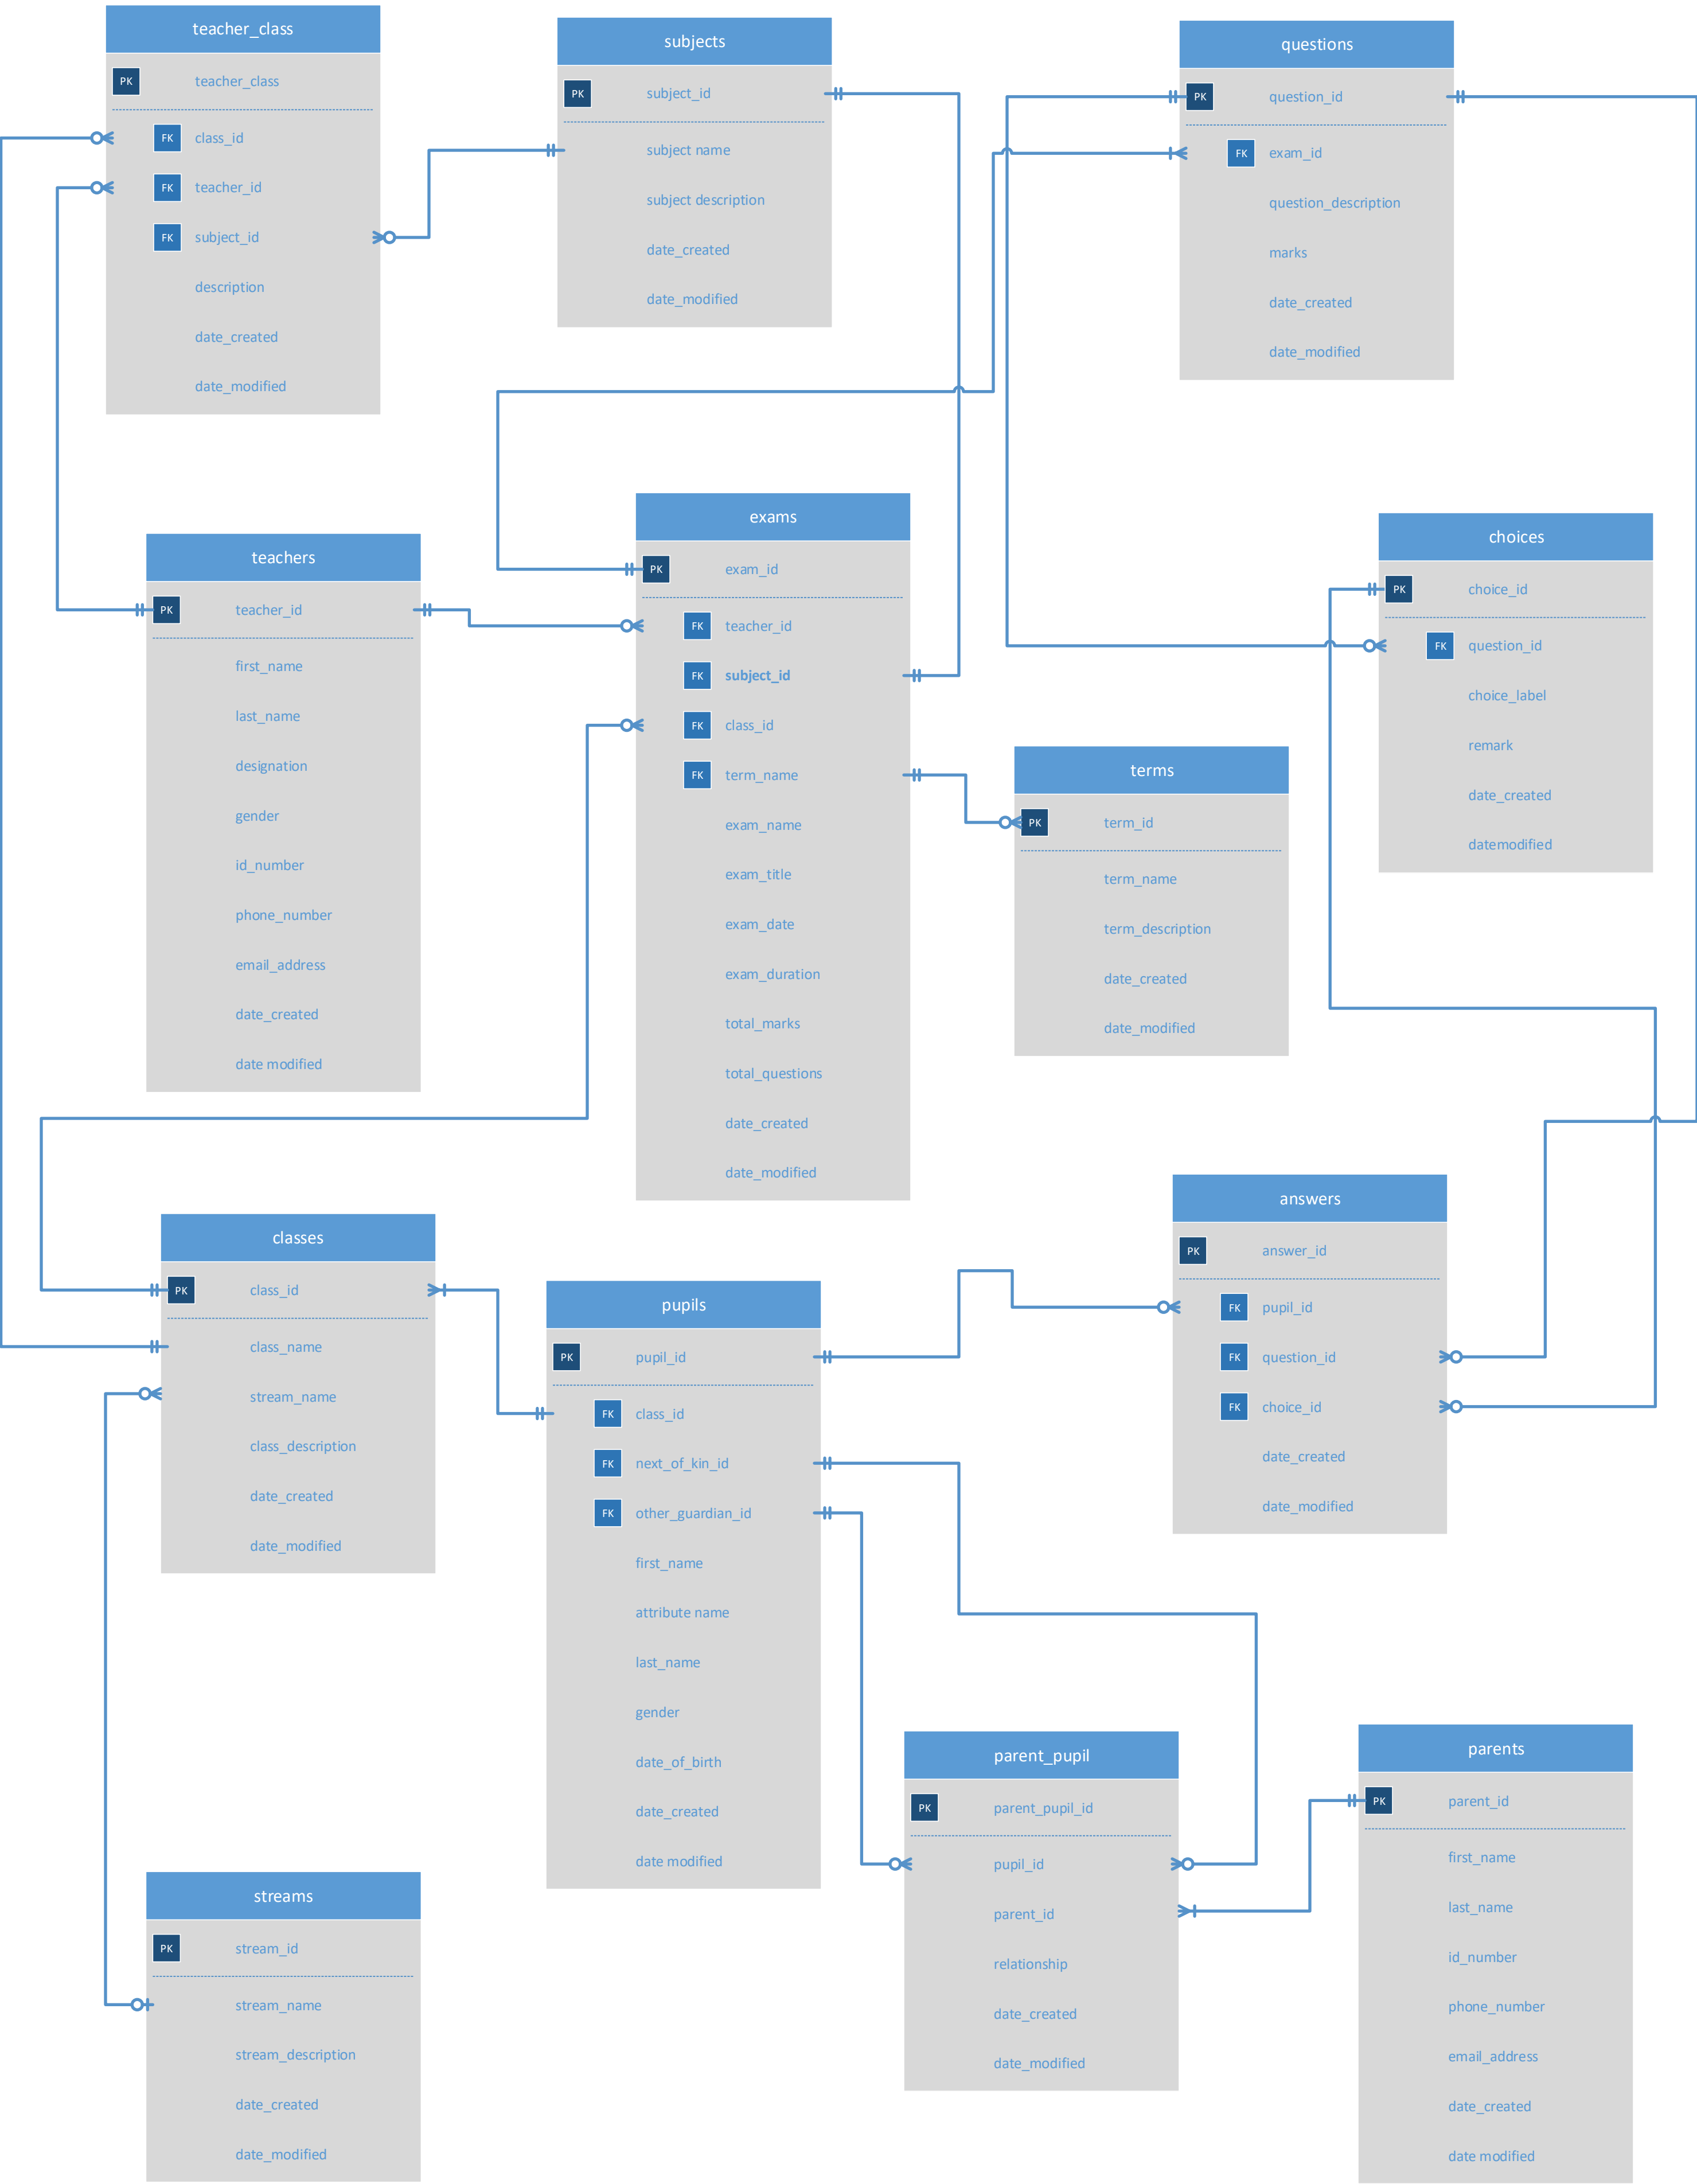 teacher_class
PK teacher_class
FK class_id
FK teacher_id
FK subject_id
description
date_created
date_modified
subjects
PK subject_id
subject name
subject description
date_created
date_modified
questions
PK question_id
FK exam_id
question_description
marks
date_created
date_modified
teachers
PK teacher_id
first_name
last_name
designation
gender
id_number
phone_number
email_address
date_created
date modified
exams
PK exam_id
FK teacher_id
FK subject_id
FK class_id
FK term_name
exam_name
exam_title
exam_date
exam_duration
total_marks
total_questions
date_created
date_modified
choices
PK choice_id
FK question_id
choice_label
remark
date_created
datemodified
terms
PK term_id
term_name
term_description
date_created
date_modified
classes
PK class_id
class_name
stream_name
class_description
date_created
date_modified
pupils
PK pupil_id
FK class_id
FK next_of_kin_id
FK other_guardian_id
first_name
attribute name
last_name
gender
date_of_birth
date_created
date modified
answers
PK answer_id
FK pupil_id
FK question_id
FK choice_id
date_created
date_modified
streams
PK stream_id
stream_name
stream_description
date_created
date_modified
parent_pupil
PK parent_pupil_id
pupil_id
parent_id
relationship
date_created
date_modified
parents
PK parent_id
first_name
last_name
id_number
phone_number
email_address
date_created
date modified